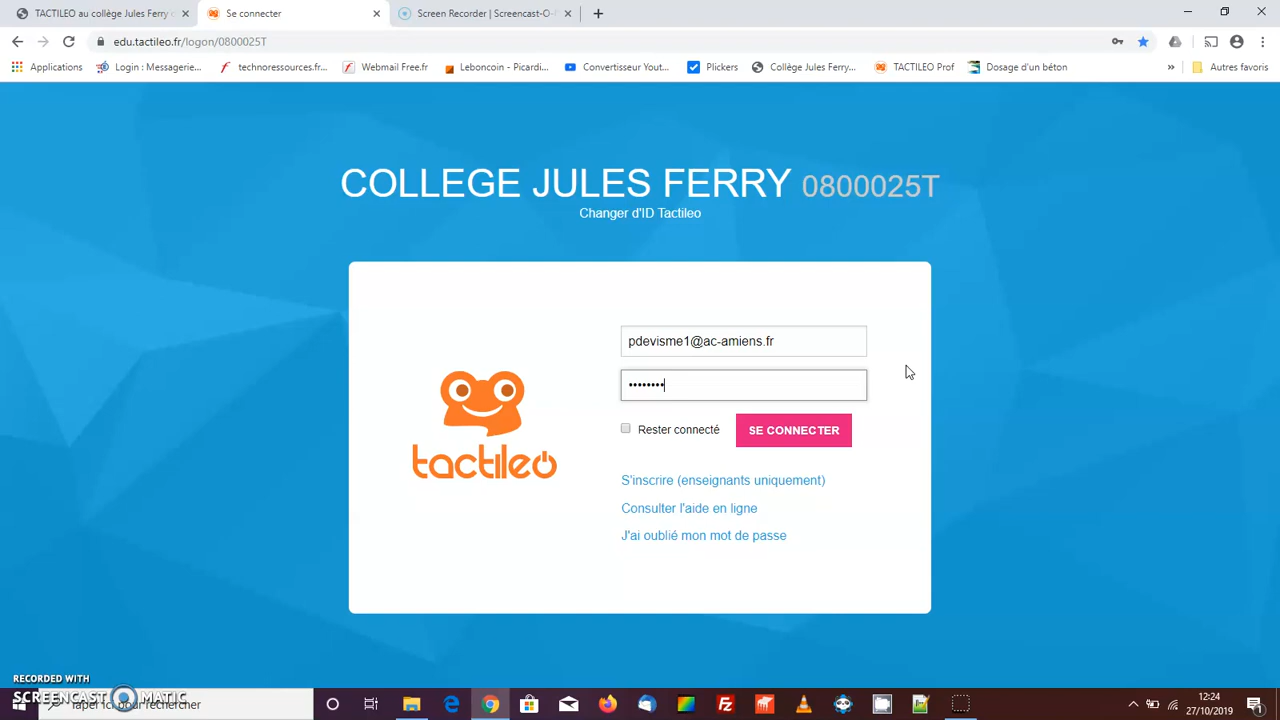 TACTILEO au collège Jules Ferry
Se connecter
Screen Recorder | Screencast-O-
edu.tactileo.fr/logon/0800025T
Applications
Login : Messagerie...
technoressources.fr...
Webmail Free.fr
Leboncoin - Picardi...
Convertisseur Yout...
Plickers
Collège Jules Ferry...
TACTILEO Prof
Dosage d'un béton
»
Autres favoris
COLLEGE JULES FERRY 0800025T
Changer d'ID Tactileo
pdevisme1@ac-amiens.fr
••••••••
Rester connecté
SE CONNECTER
tactileo
S'inscrire (enseignants uniquement)
Consulter l'aide en ligne
J'ai oublié mon mot de passe
RECORDED WITH
SCREENCAST MATIC
Taper ici pour rechercher
12:24
27/10/2019